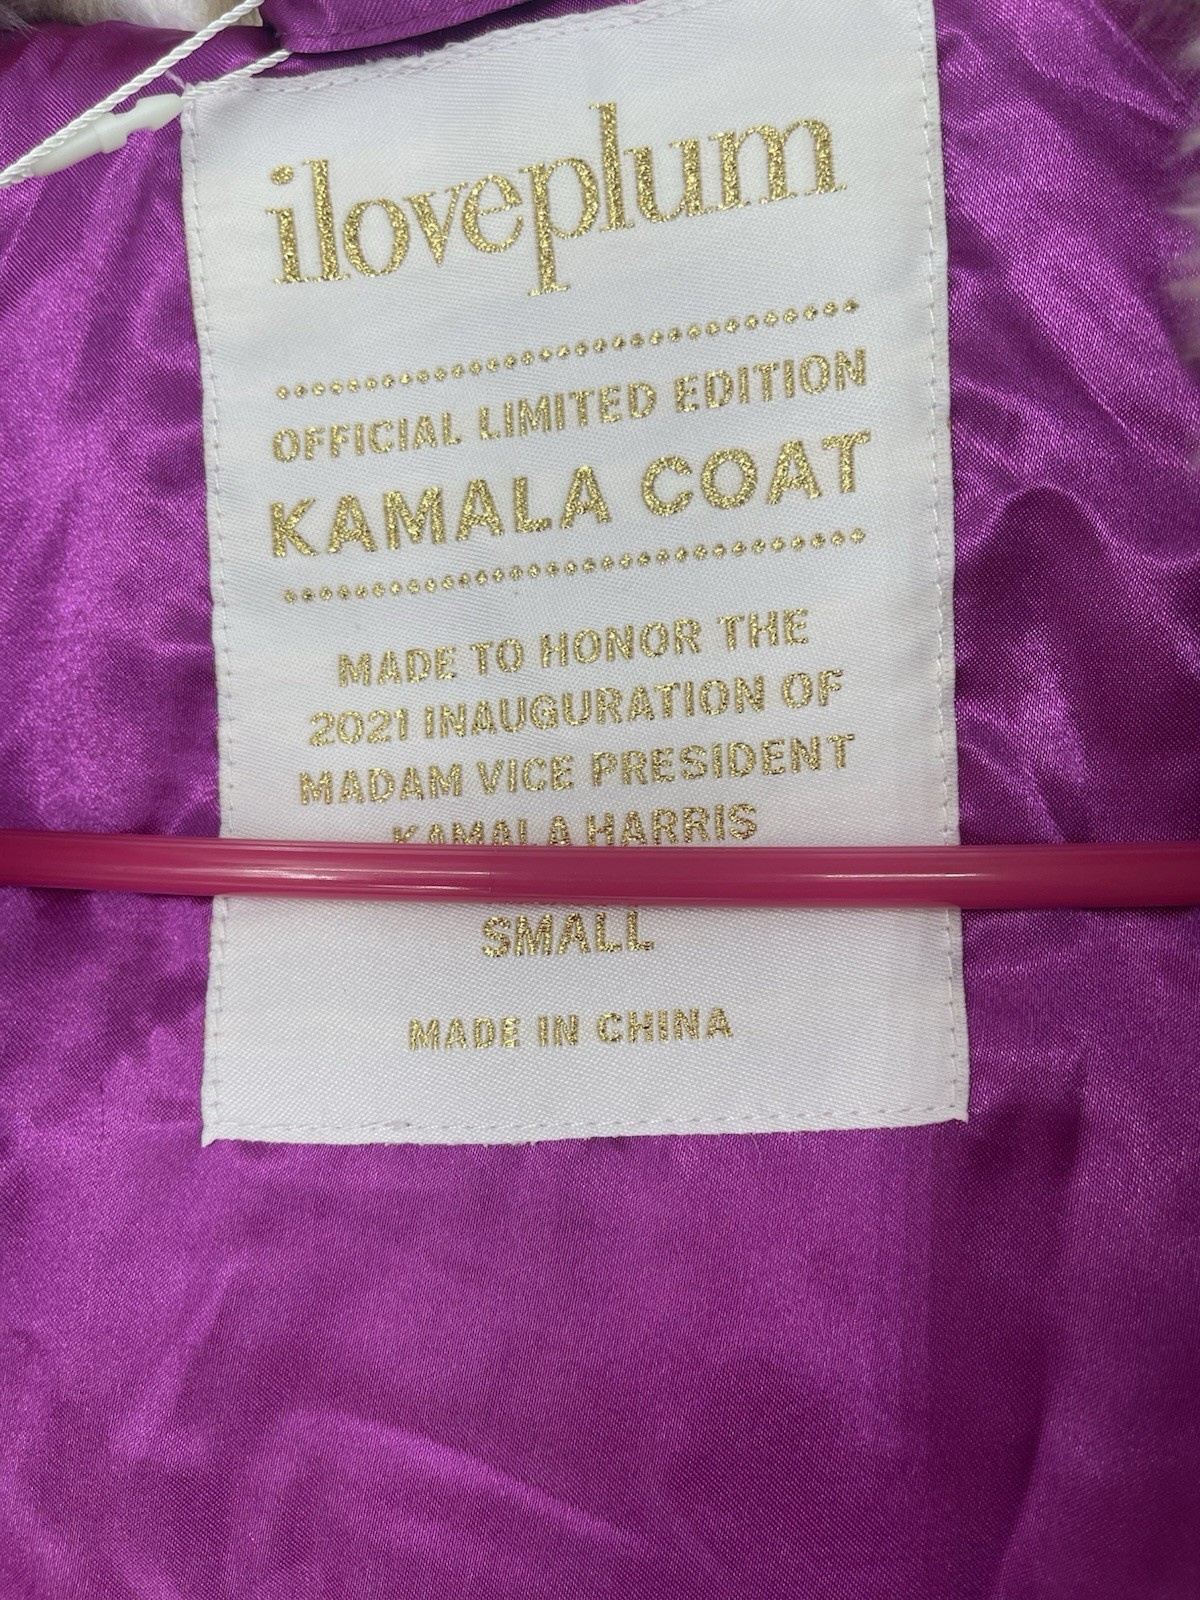 iloveplum
OFFICIAL LIMITED EDITION
KAMALA COAT
MADE TO HONOR THE
2021 INAUGURATION OF
MADAM VICE PRESIDENT
KAMALA HARRIS
SMALL
MADE IN CHINA